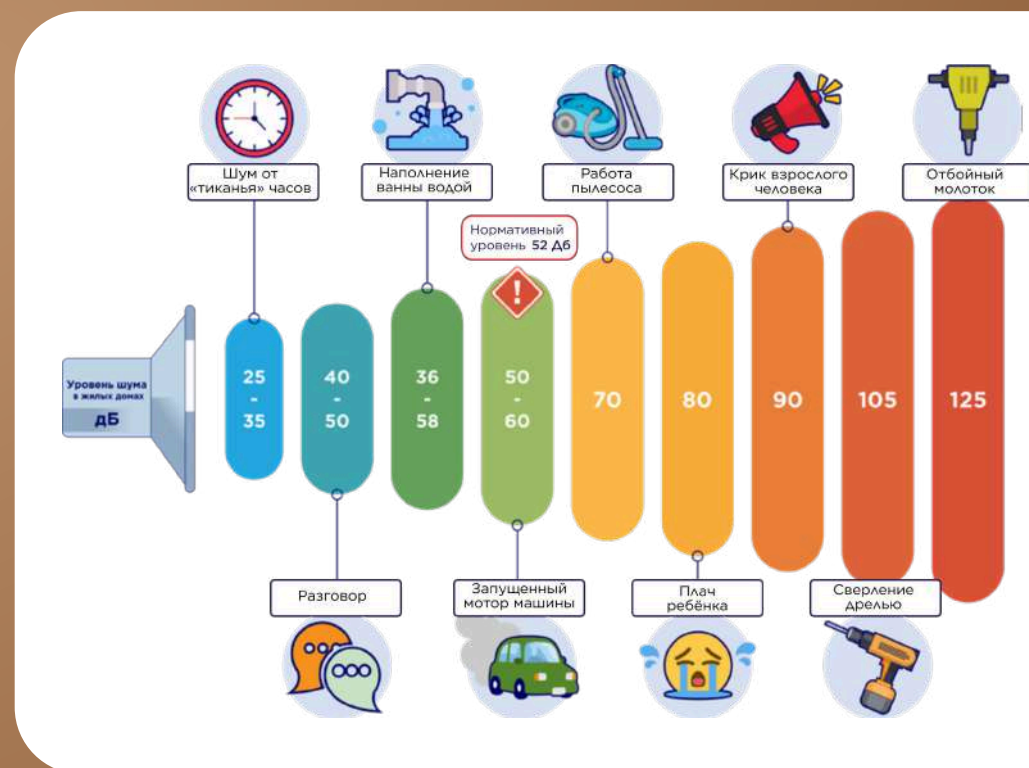 Шум от
«тиканья» часов
Наполнение
ванны водой
Работа
пылесоса
Крик взрослого
человека
Отбойный
молоток
Нормативный
уровень 52 Дб
Уровень шума
в жилых домах
дБ
25
-
35
40
-
50
36
-
58
50
-
60
70
80
90
105
125
Разговор
Запущенный
мотор машины
Плач
ребёнка
Сверление
дрелью